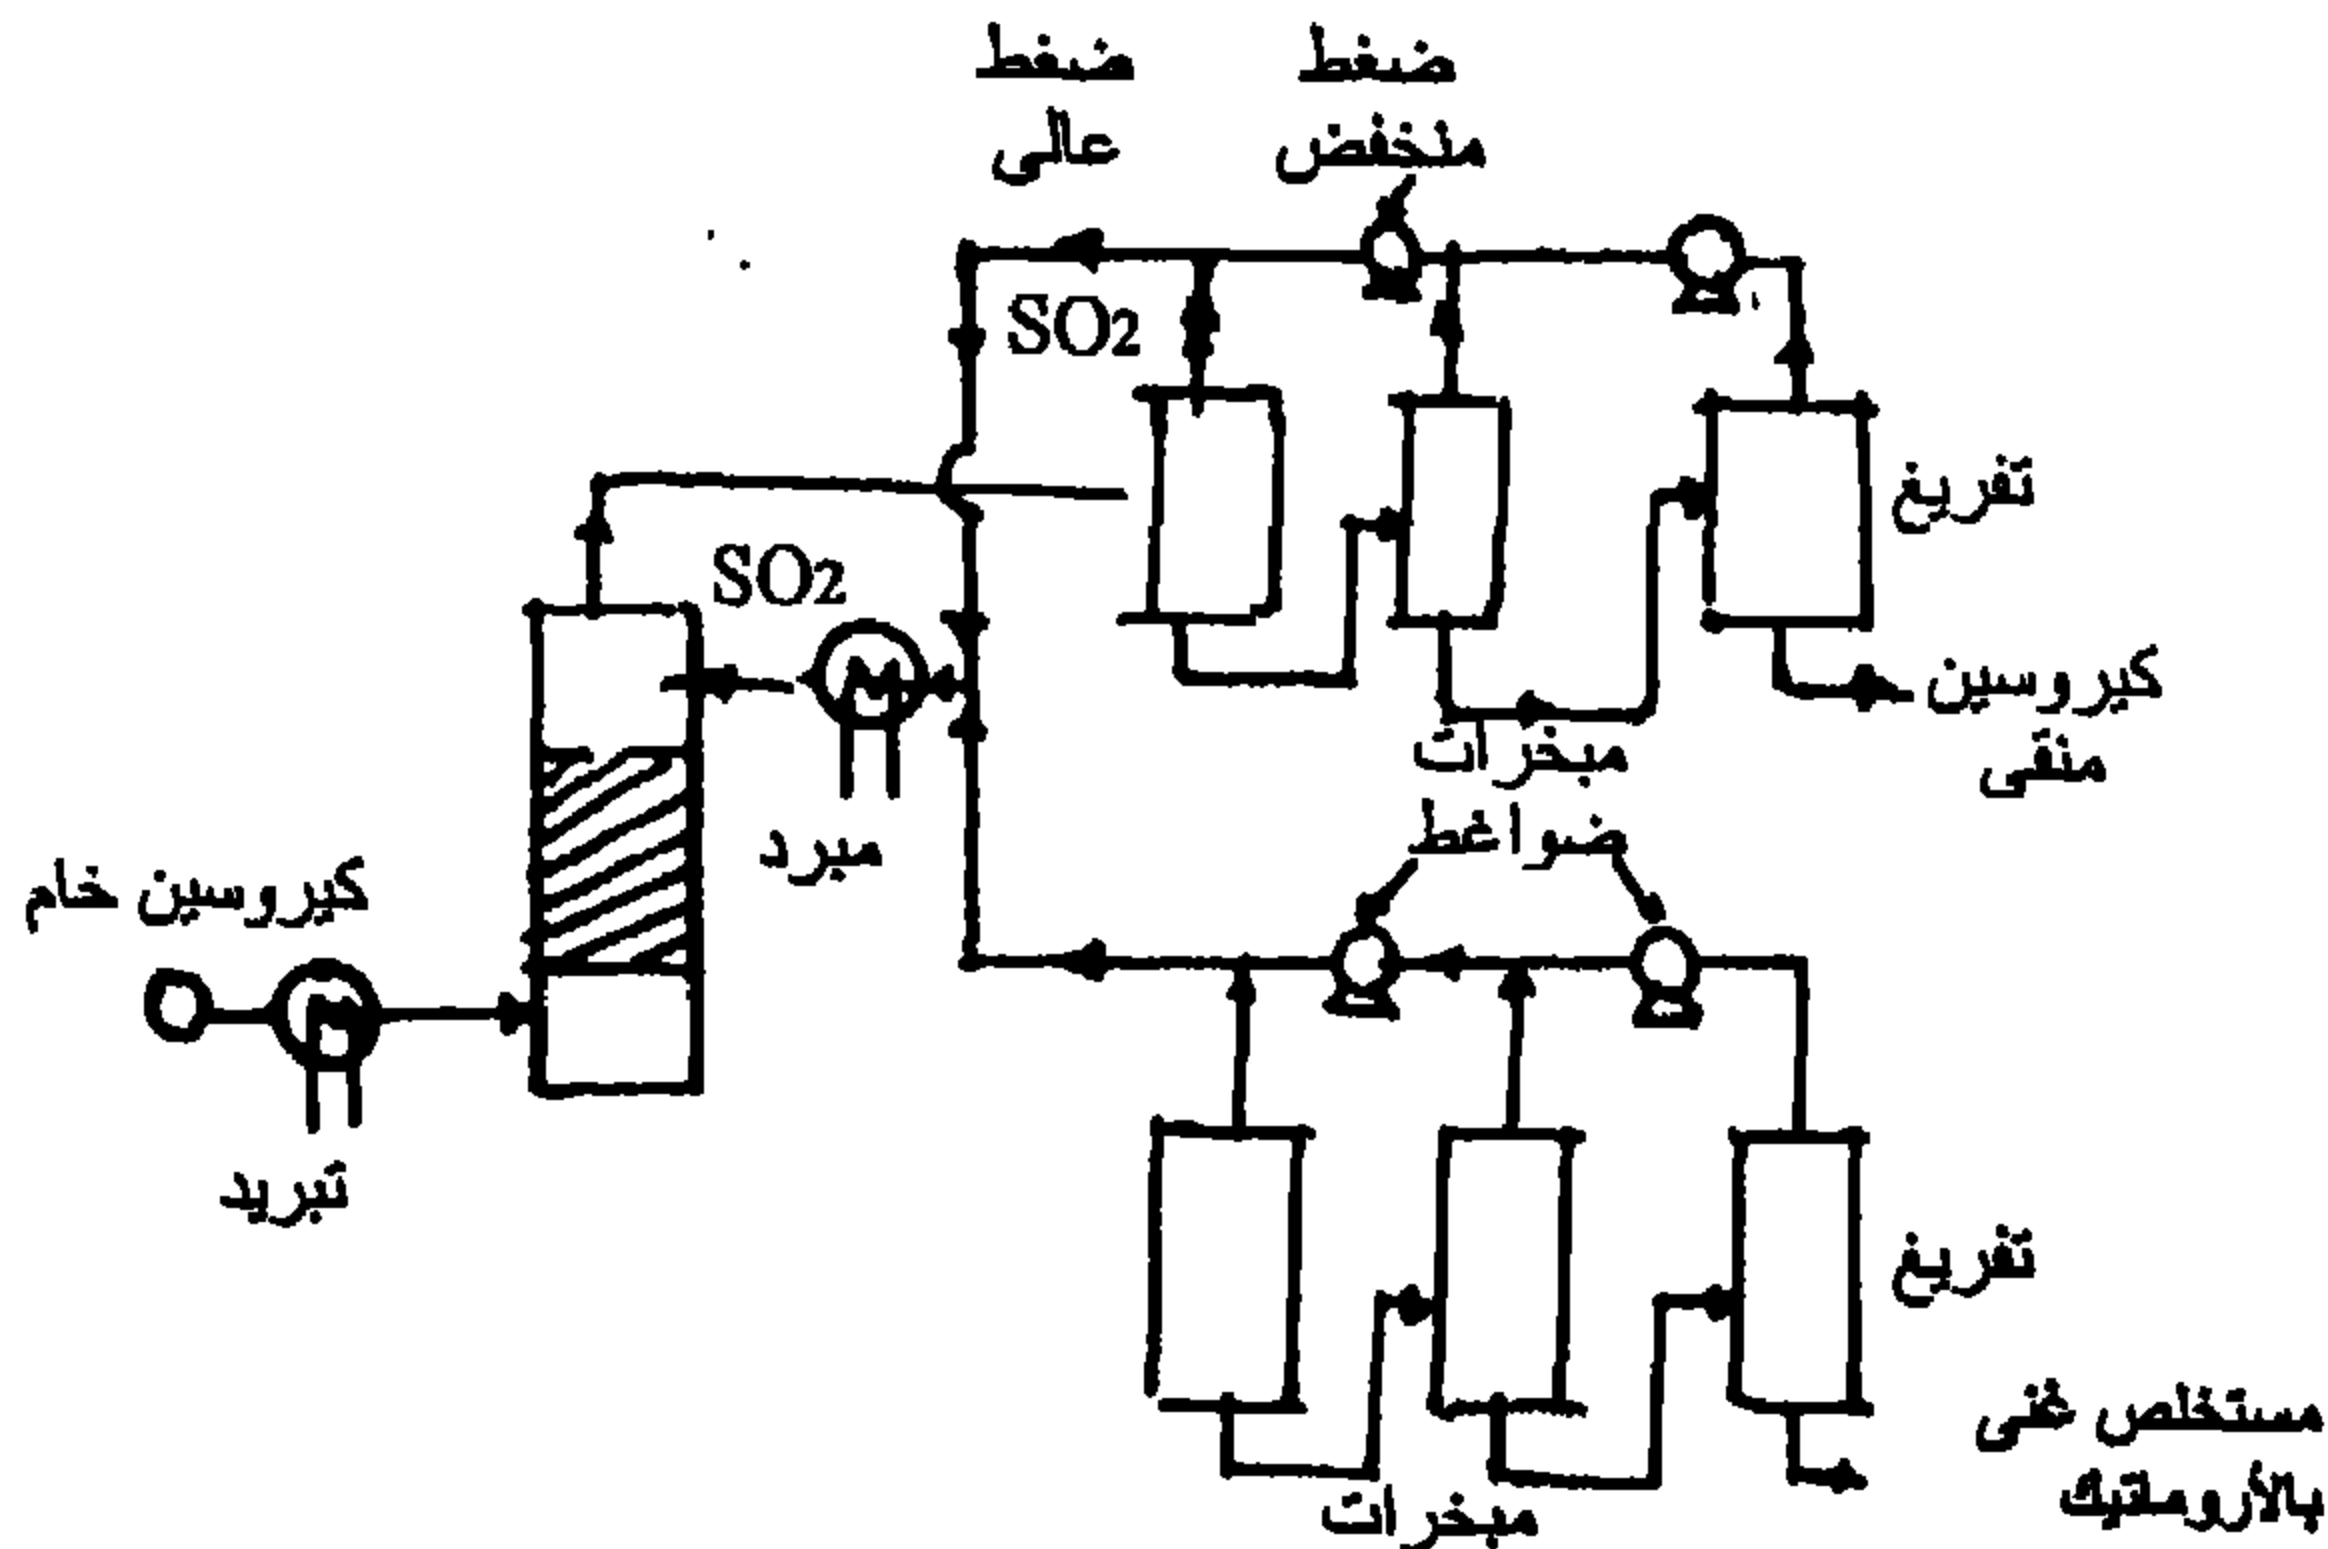 ضغط
عالى
ضغط
منخفض
SO2
تفريغ
SO2
كيروسين
منقى
مبخرات
ضواغط
مبرد
كيروسين خام
تبريد
تفريغ
مستخلص غنى
بالأروماتيك
مبخرات